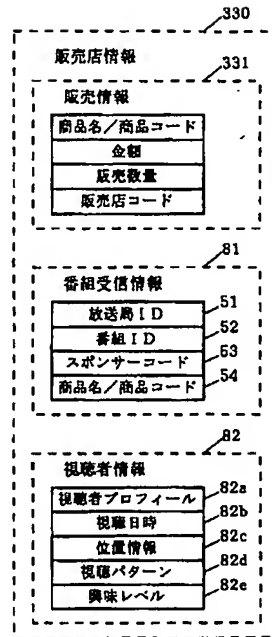 330
販売店情報
331
販売情報
商品名／商品コード
金額
販売数量
販売店コード
81
番組受信情報
放送局ID 51
番組ID 52
スポンサーコード 53
商品名／商品コード 54
82
視聴者情報
視聴者プロフィール 82a
視聴日時 82b
位置情報 82c
視聴パターン 82d
興味レベル 82e